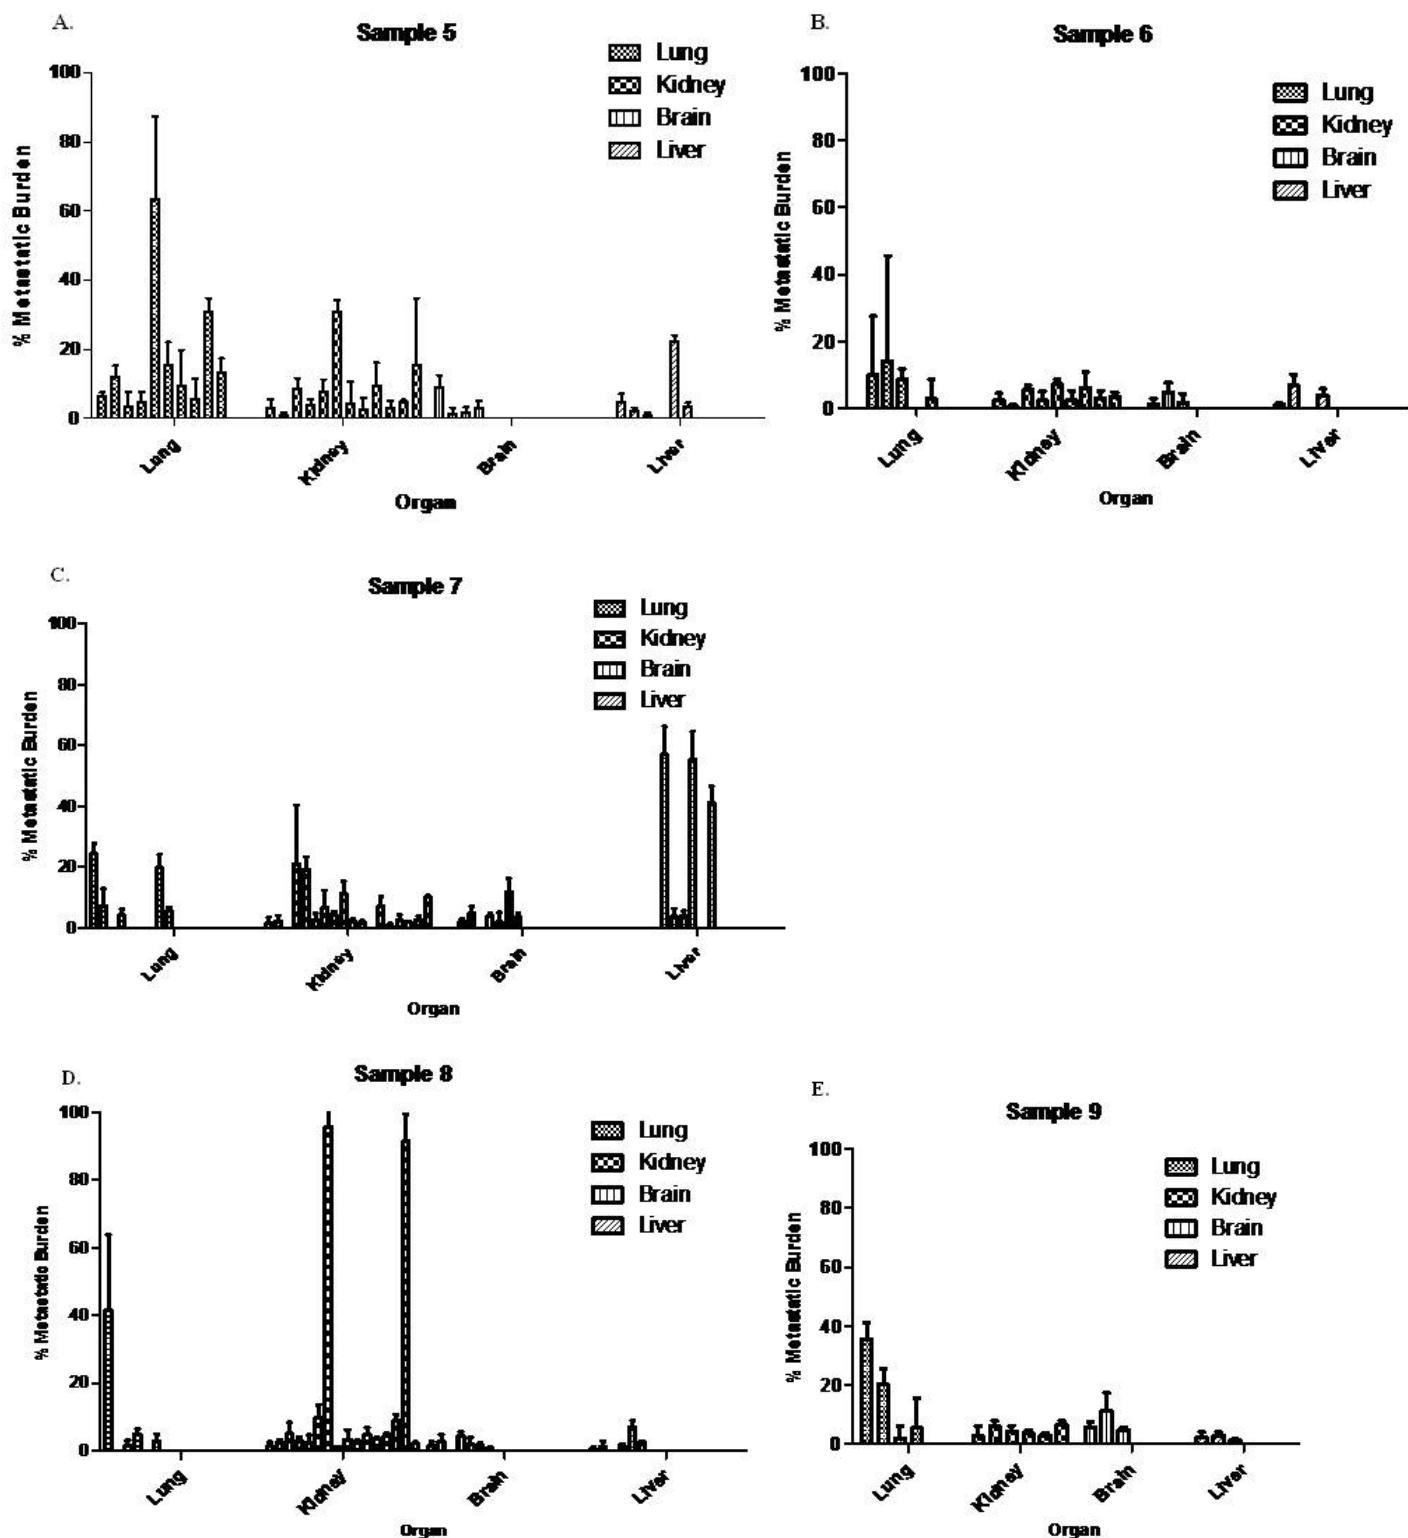 A.
Sample 5
Lung
Kidney
Brain
Liver
100
80
60
40
20
0
% Metastatic Burden
Lung
Kidney
Brain
Liver
Organ
B.
Sample 6
Lung
Kidney
Brain
Liver
100
80
60
40
20
0
% Metastatic Burden
Lung
Kidney
Brain
Liver
Organ
C.
Sample 7
Lung
Kidney
Brain
Liver
100
80
60
40
20
0
% Metastatic Burden
Lung
Kidney
Brain
Liver
Organ
D.
Sample 8
Lung
Kidney
Brain
Liver
100
80
60
40
20
0
% Metastatic Burden
Lung
Kidney
Brain
Liver
Organ
E.
Sample 9
Lung
Kidney
Brain
Liver
100
80
60
40
20
0
% Metastatic Burden
Lung
Kidney
Brain
Liver
Organ